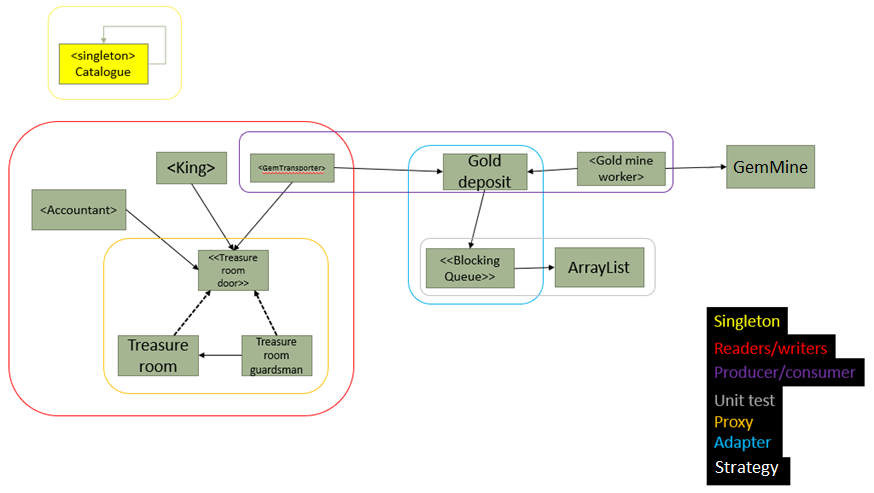 <singleton>
Catalogue
<King>
<GemTransporter>
Gold
deposit
<Gold mine
worker>
GemMine
<Accountant>
<<Treasure
room
door>>
<<Blocking
Queue>>
ArrayList
Treasure
room
Treasure
room
guardsman
Singleton
Readers/writers
Producer/consumer
Unit test
Proxy
Adapter
Strategy